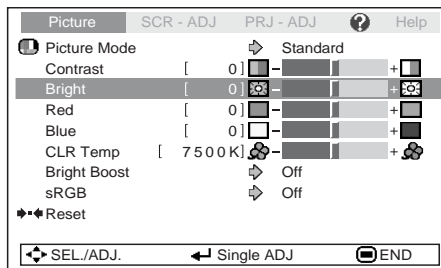 Picture SCR - ADJ PRJ - ADJ ? Help
Picture Mode Standard
Contrast [ 0] - +
Bright [ 0] - +
Red [ 0] - +
Blue [ 0] - +
CLR Temp [ 7500K] - +
Bright Boost Off
sRGB Off
Reset
SEL./ADJ. Single ADJ END